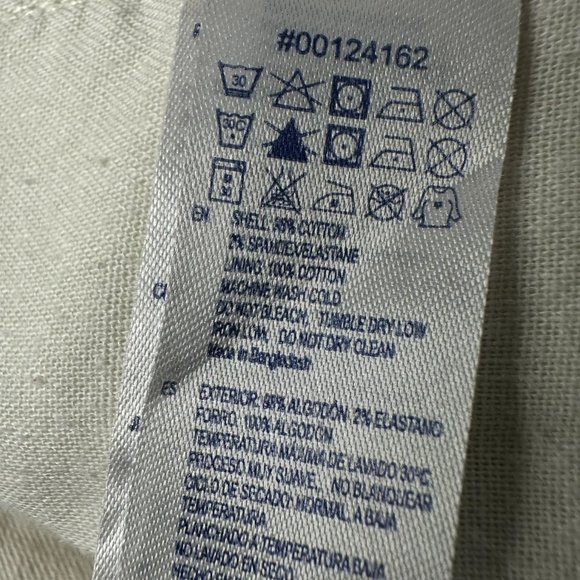 #00124162
30
30C
EN
SHELL: 98% COTTON
2% SPANDEX/ELASTANE
LINING: 100% COTTON
MACHINE WASH COLD
DO NOT BLEACH, TUMBLE DRY LOW
IRON LOW, DO NOT DRY CLEAN
Made in Bangladesh
ES
EXTERIOR: 98% ALGODÓN. 2% ELASTANO
FORRO: 100% ALGODÓN.
TEMPERATURA MÁXIMA DE LAVADO 30°C
PROCESO MUY SUAVE. NO BLANQUEAR
CICLO DE SECADO NORMAL, A BAJA
TEMPERATURA
PLANCHADO A TEMPERATURA BAJA
NO LAVADO EN SECO